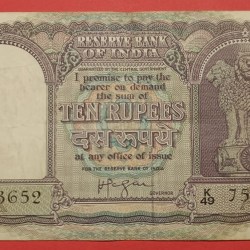 RESERVE BANK
OF INDIA
GUARANTEED BY THE CENTRAL GOVERNMENT
I promise to pay the
bearer on demand
the sum of
TEN RUPEES
दस रूपये
at any office of issue
FOR THE RESERVE BANK OF INDIA
GOVERNOR
3652
K
49
75